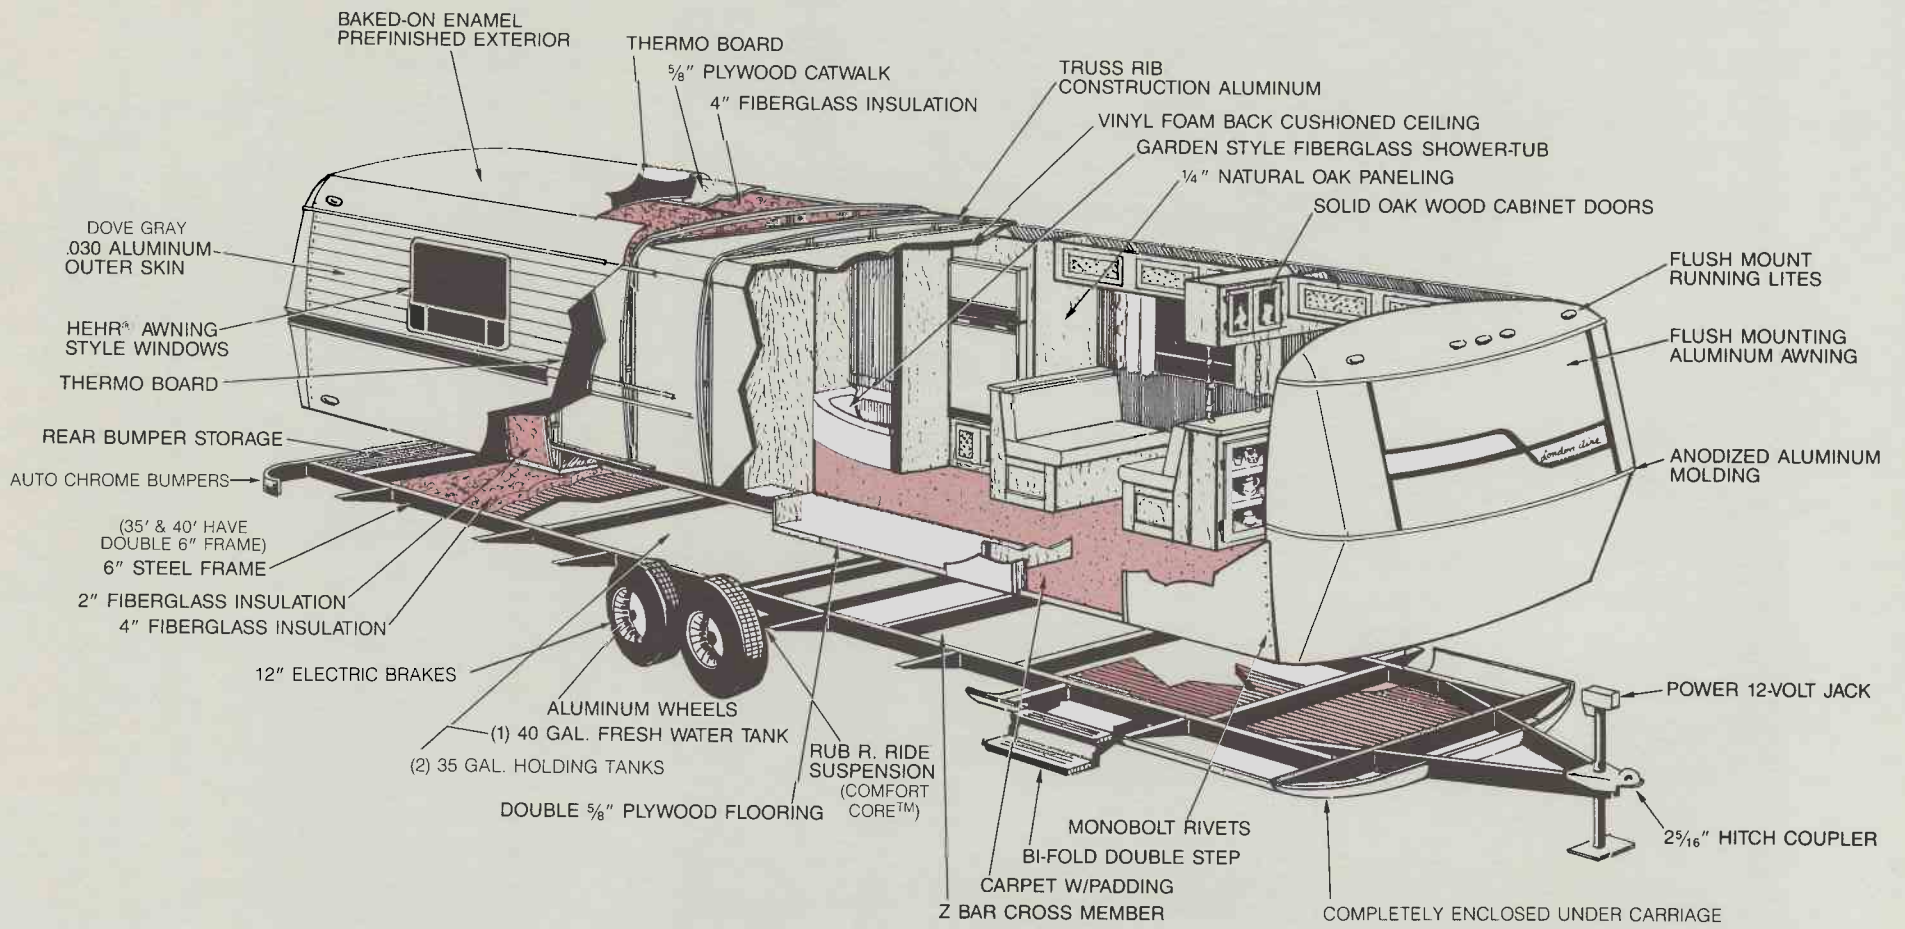 BAKED-ON ENAMEL
PREFINISHED EXTERIOR
THERMO BOARD
5/8" PLYWOOD CATWALK
4" FIBERGLASS INSULATION
TRUSS RIB
CONSTRUCTION ALUMINUM
VINYL FOAM BACK CUSHIONED CEILING
GARDEN STYLE FIBERGLASS SHOWER-TUB
1/4" NATURAL OAK PANELING
SOLID OAK WOOD CABINET DOORS
FLUSH MOUNT
RUNNING LITES
FLUSH MOUNTING
ALUMINUM AWNING
london aire
ANODIZED ALUMINUM
MOLDING
DOVE GRAY
.030 ALUMINUM
OUTER SKIN
HEHR® AWNING
STYLE WINDOWS
THERMO BOARD
REAR BUMPER STORAGE
AUTO CHROME BUMPERS
(35' & 40' HAVE
DOUBLE 6" FRAME)
6" STEEL FRAME
2" FIBERGLASS INSULATION
4" FIBERGLASS INSULATION
12" ELECTRIC BRAKES
ALUMINUM WHEELS
(1) 40 GAL. FRESH WATER TANK
(2) 35 GAL. HOLDING TANKS
RUB R. RIDE
SUSPENSION
(COMFORT
CORE™)
DOUBLE 5/8" PLYWOOD FLOORING
MONOBOLT RIVETS
BI-FOLD DOUBLE STEP
CARPET W/PADDING
Z BAR CROSS MEMBER
POWER 12-VOLT JACK
2 5/16" HITCH COUPLER
COMPLETELY ENCLOSED UNDER CARRIAGE